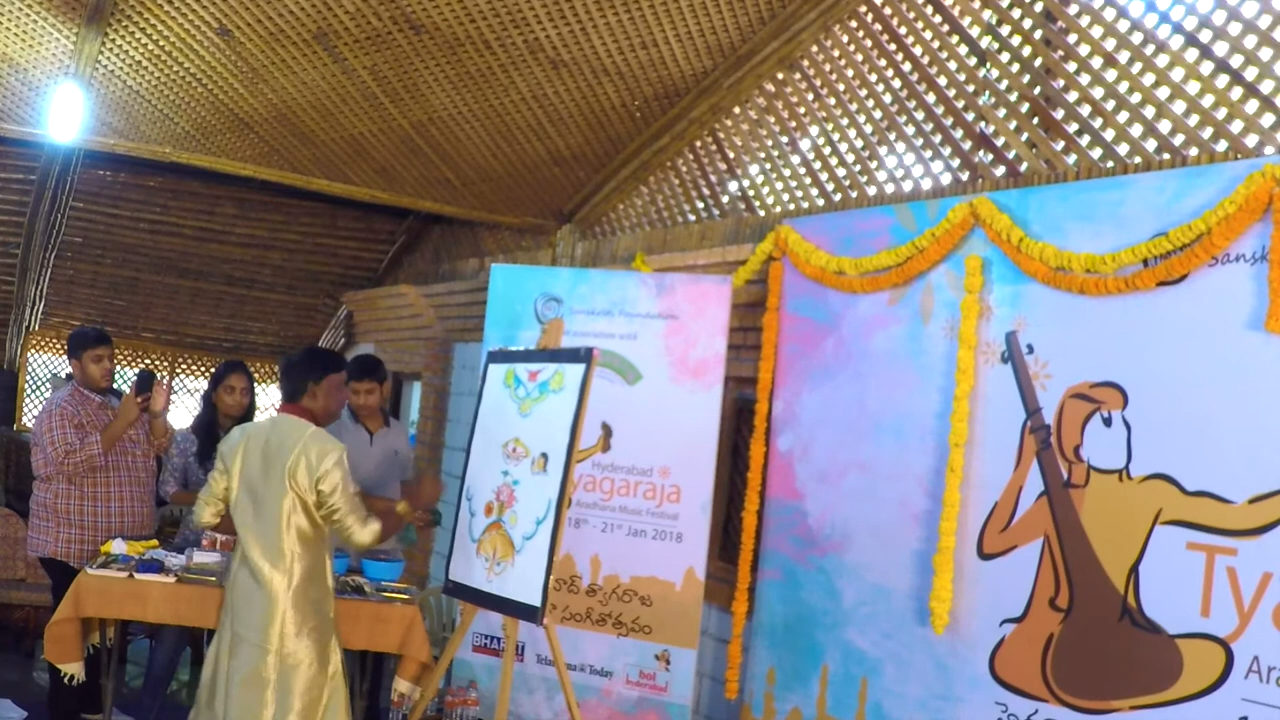 Sanskriti Foundation
Hyderabad
yagaraja
Aradhana Music Festival
18th - 21st Jan 2018
త్యాగరాజ
సంగీతోత్సవం
BHARAT
Telangana Today
bol
hyderabad
Sansk
Ty
Ara